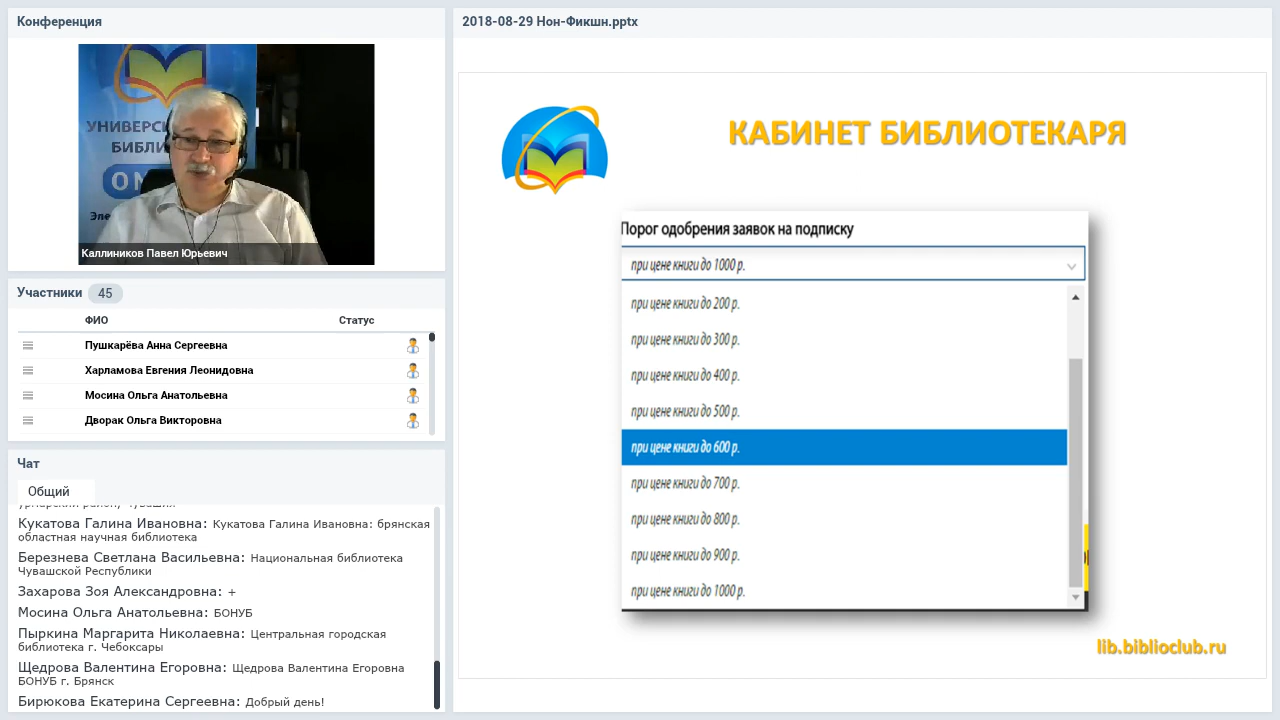 Конференция
УНИВЕРС
БИБЛИ
ОН
Эле
Каллиников Павел Юрьевич
Участники 45
ФИО Статус
Пушкарёва Анна Сергеевна
Харламова Евгения Леонидовна
Мосина Ольга Анатольевна
Дворак Ольга Викторовна
Чат
Общий
Кукатова Галина Ивановна: Кукатова Галина Ивановна: брянская
областная научная библиотека
Березнева Светлана Васильевна: Национальная библиотека
Чувашской Республики
Захарова Зоя Александровна: +
Мосина Ольга Анатольевна: БОНУБ
Пыркина Маргарита Николаевна: Центральная городская
библиотека г. Чебоксары
Щедрова Валентина Егоровна: Щедрова Валентина Егоровна
БОНУБ г. Брянск
Бирюкова Екатерина Сергеевна: Добрый день!
2018-08-29 Нон-Фикшн.pptx
КАБИНЕТ БИБЛИОТЕКАРЯ
Порог одобрения заявок на подписку
при цене книги до 1000 р.
при цене книги до 200 р.
при цене книги до 300 р.
при цене книги до 400 р.
при цене книги до 500 р.
при цене книги до 600 р.
при цене книги до 700 р.
при цене книги до 800 р.
при цене книги до 900 р.
при цене книги до 1000 р.
lib.biblioclub.ru